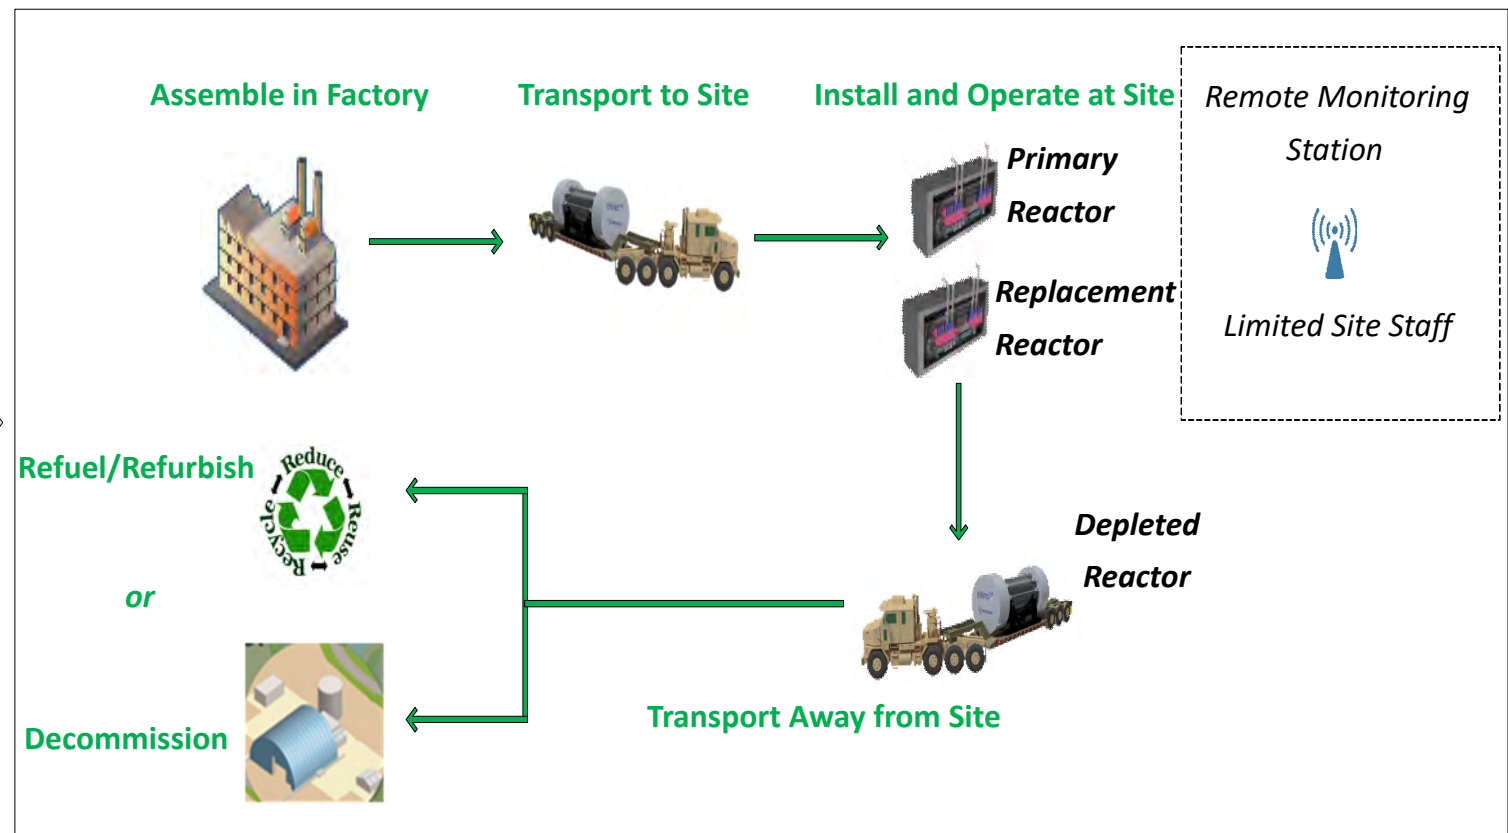 Assemble in Factory
Transport to Site
Install and Operate at Site
Primary
Reactor
Replacement
Reactor
Remote Monitoring
Station
Limited Site Staff
Refuel/Refurbish
Reduce
Reuse
Recycle
or
Decommission
Depleted
Reactor
Transport Away from Site